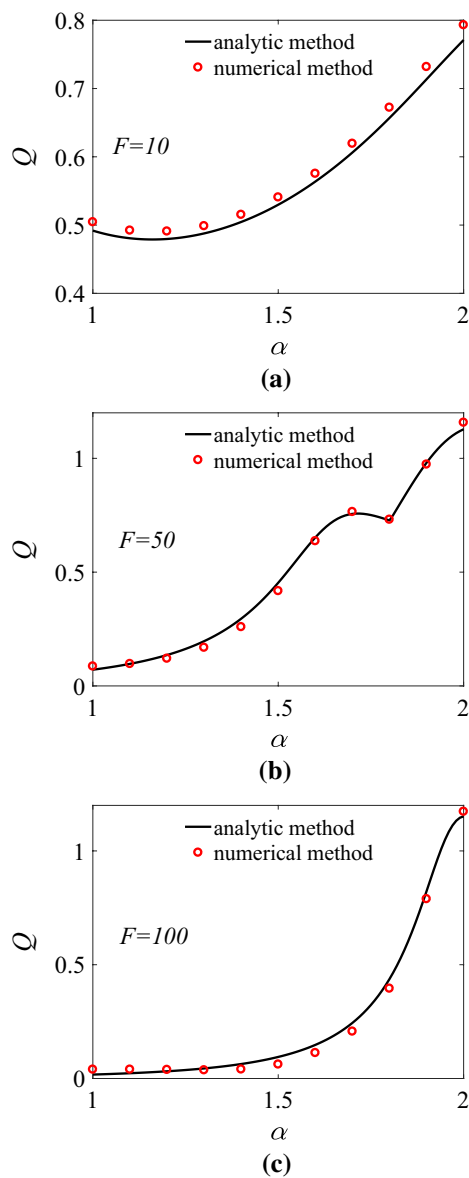 0.8
analytic method
numerical method
0.7
Q
F=10
0.6
0.5
0.4
1
1.5
2
α
(a)
analytic method
1
numerical method
Q
F=50
0.5
0
1
1.5
2
α
(b)
analytic method
1
numerical method
Q
F=100
0.5
0
1
1.5
2
α
(c)